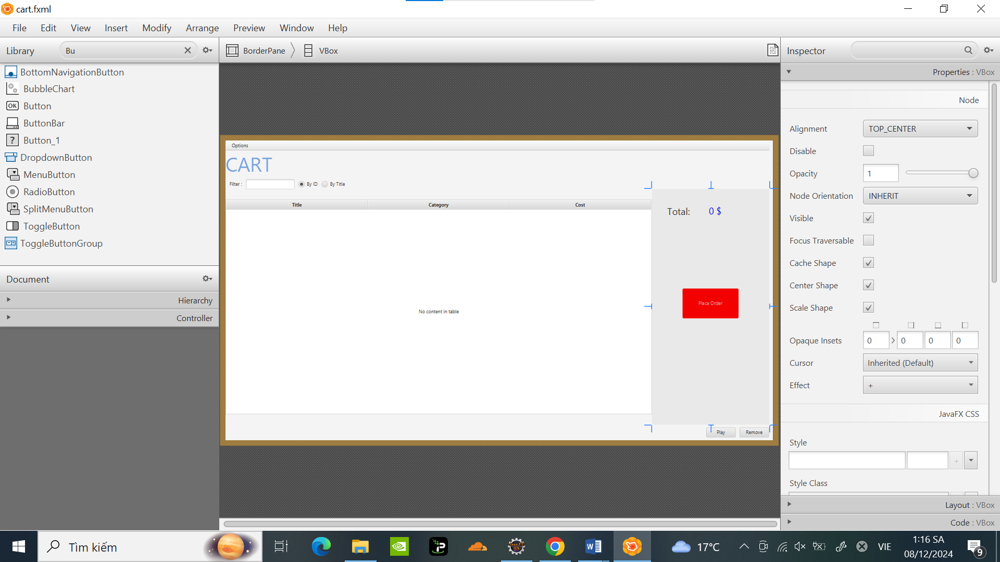 cart.fxml
File Edit View Insert Modify Arrange Preview Window Help
Library Bu
BorderPane VBox
Inspector
BottomNavigationButton
BubbleChart
OK Button
ButtonBar
? Button_1
DropdownButton
MenuButton
RadioButton
SplitMenuButton
ToggleButton
ToggleButtonGroup
Document
Hierarchy
Controller
Options
CART
Filter : By ID By Title
Title Category Cost
No content in table
Total: 0 $
Place Order
Play Remove
Properties : VBox
Node
Alignment TOP_CENTER
Disable
Opacity 1
Node Orientation INHERIT
Visible
Focus Traversable
Cache Shape
Center Shape
Scale Shape
Opaque Insets 0 0 0 0
Cursor Inherited (Default)
Effect +
JavaFX CSS
Style
+
Style Class
Layout : VBox
Code : VBox
Tìm kiếm
Java EE
IDE
W
17°C
VIE
1:16 SA
08/12/2024
9